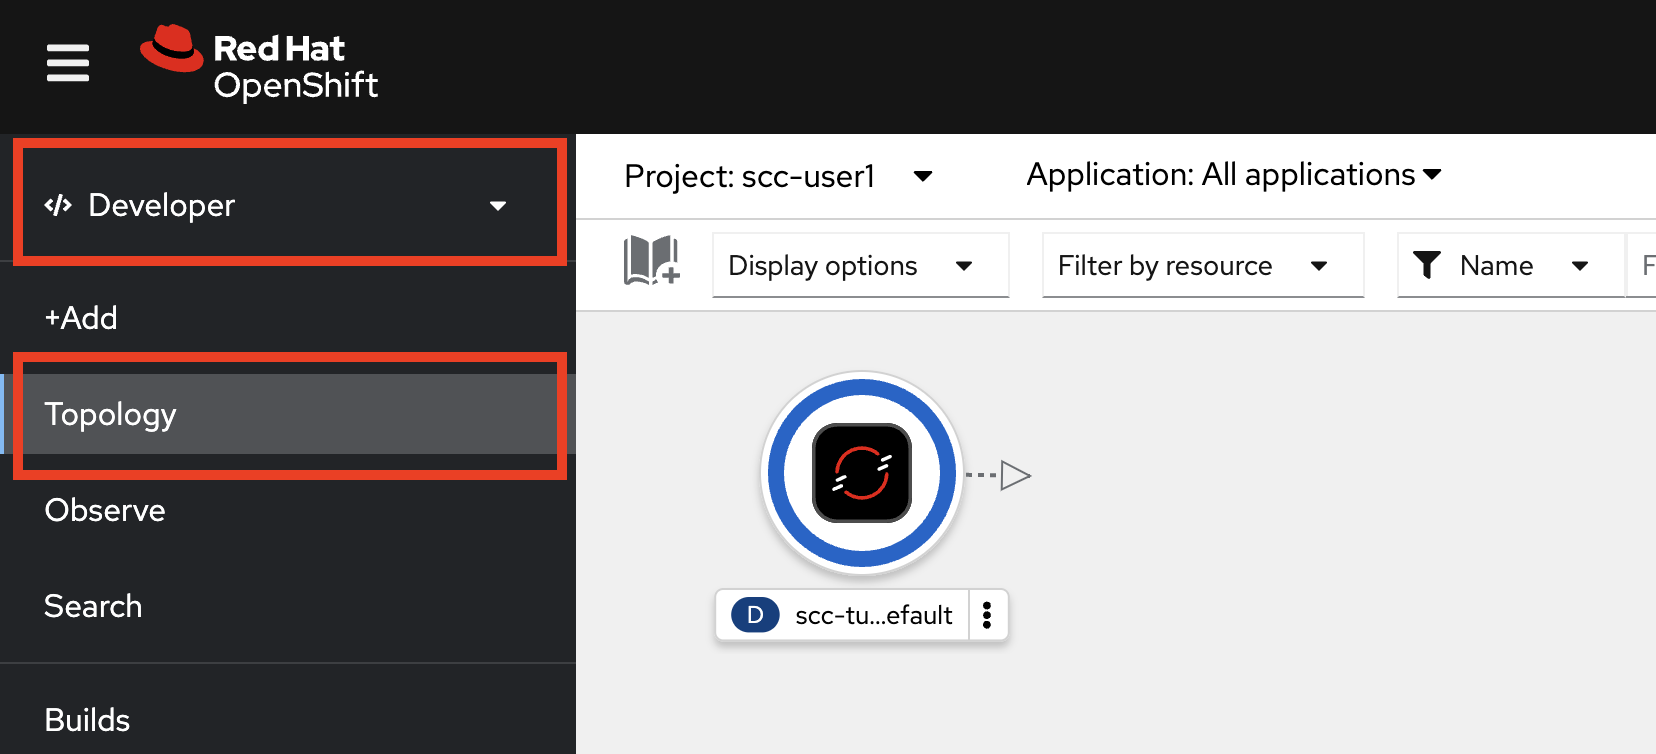 Red Hat
OpenShift
</> Developer
+Add
Topology
Observe
Search
Builds
Project: scc-user1
Application: All applications
Display options
Filter by resource
Name
F
D scc-tu...efault